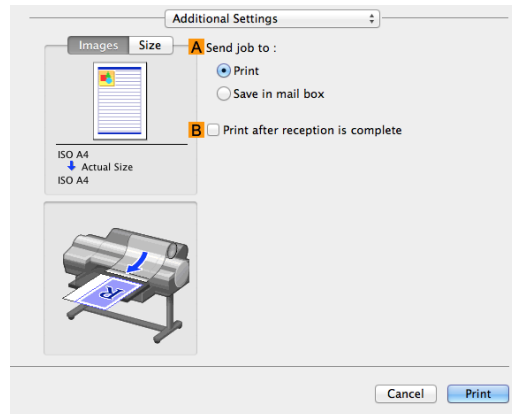 Additional Settings
Images Size
A Send job to :
Print
Save in mail box
B Print after reception is complete
ISO A4
Actual Size
ISO A4
R
Cancel Print